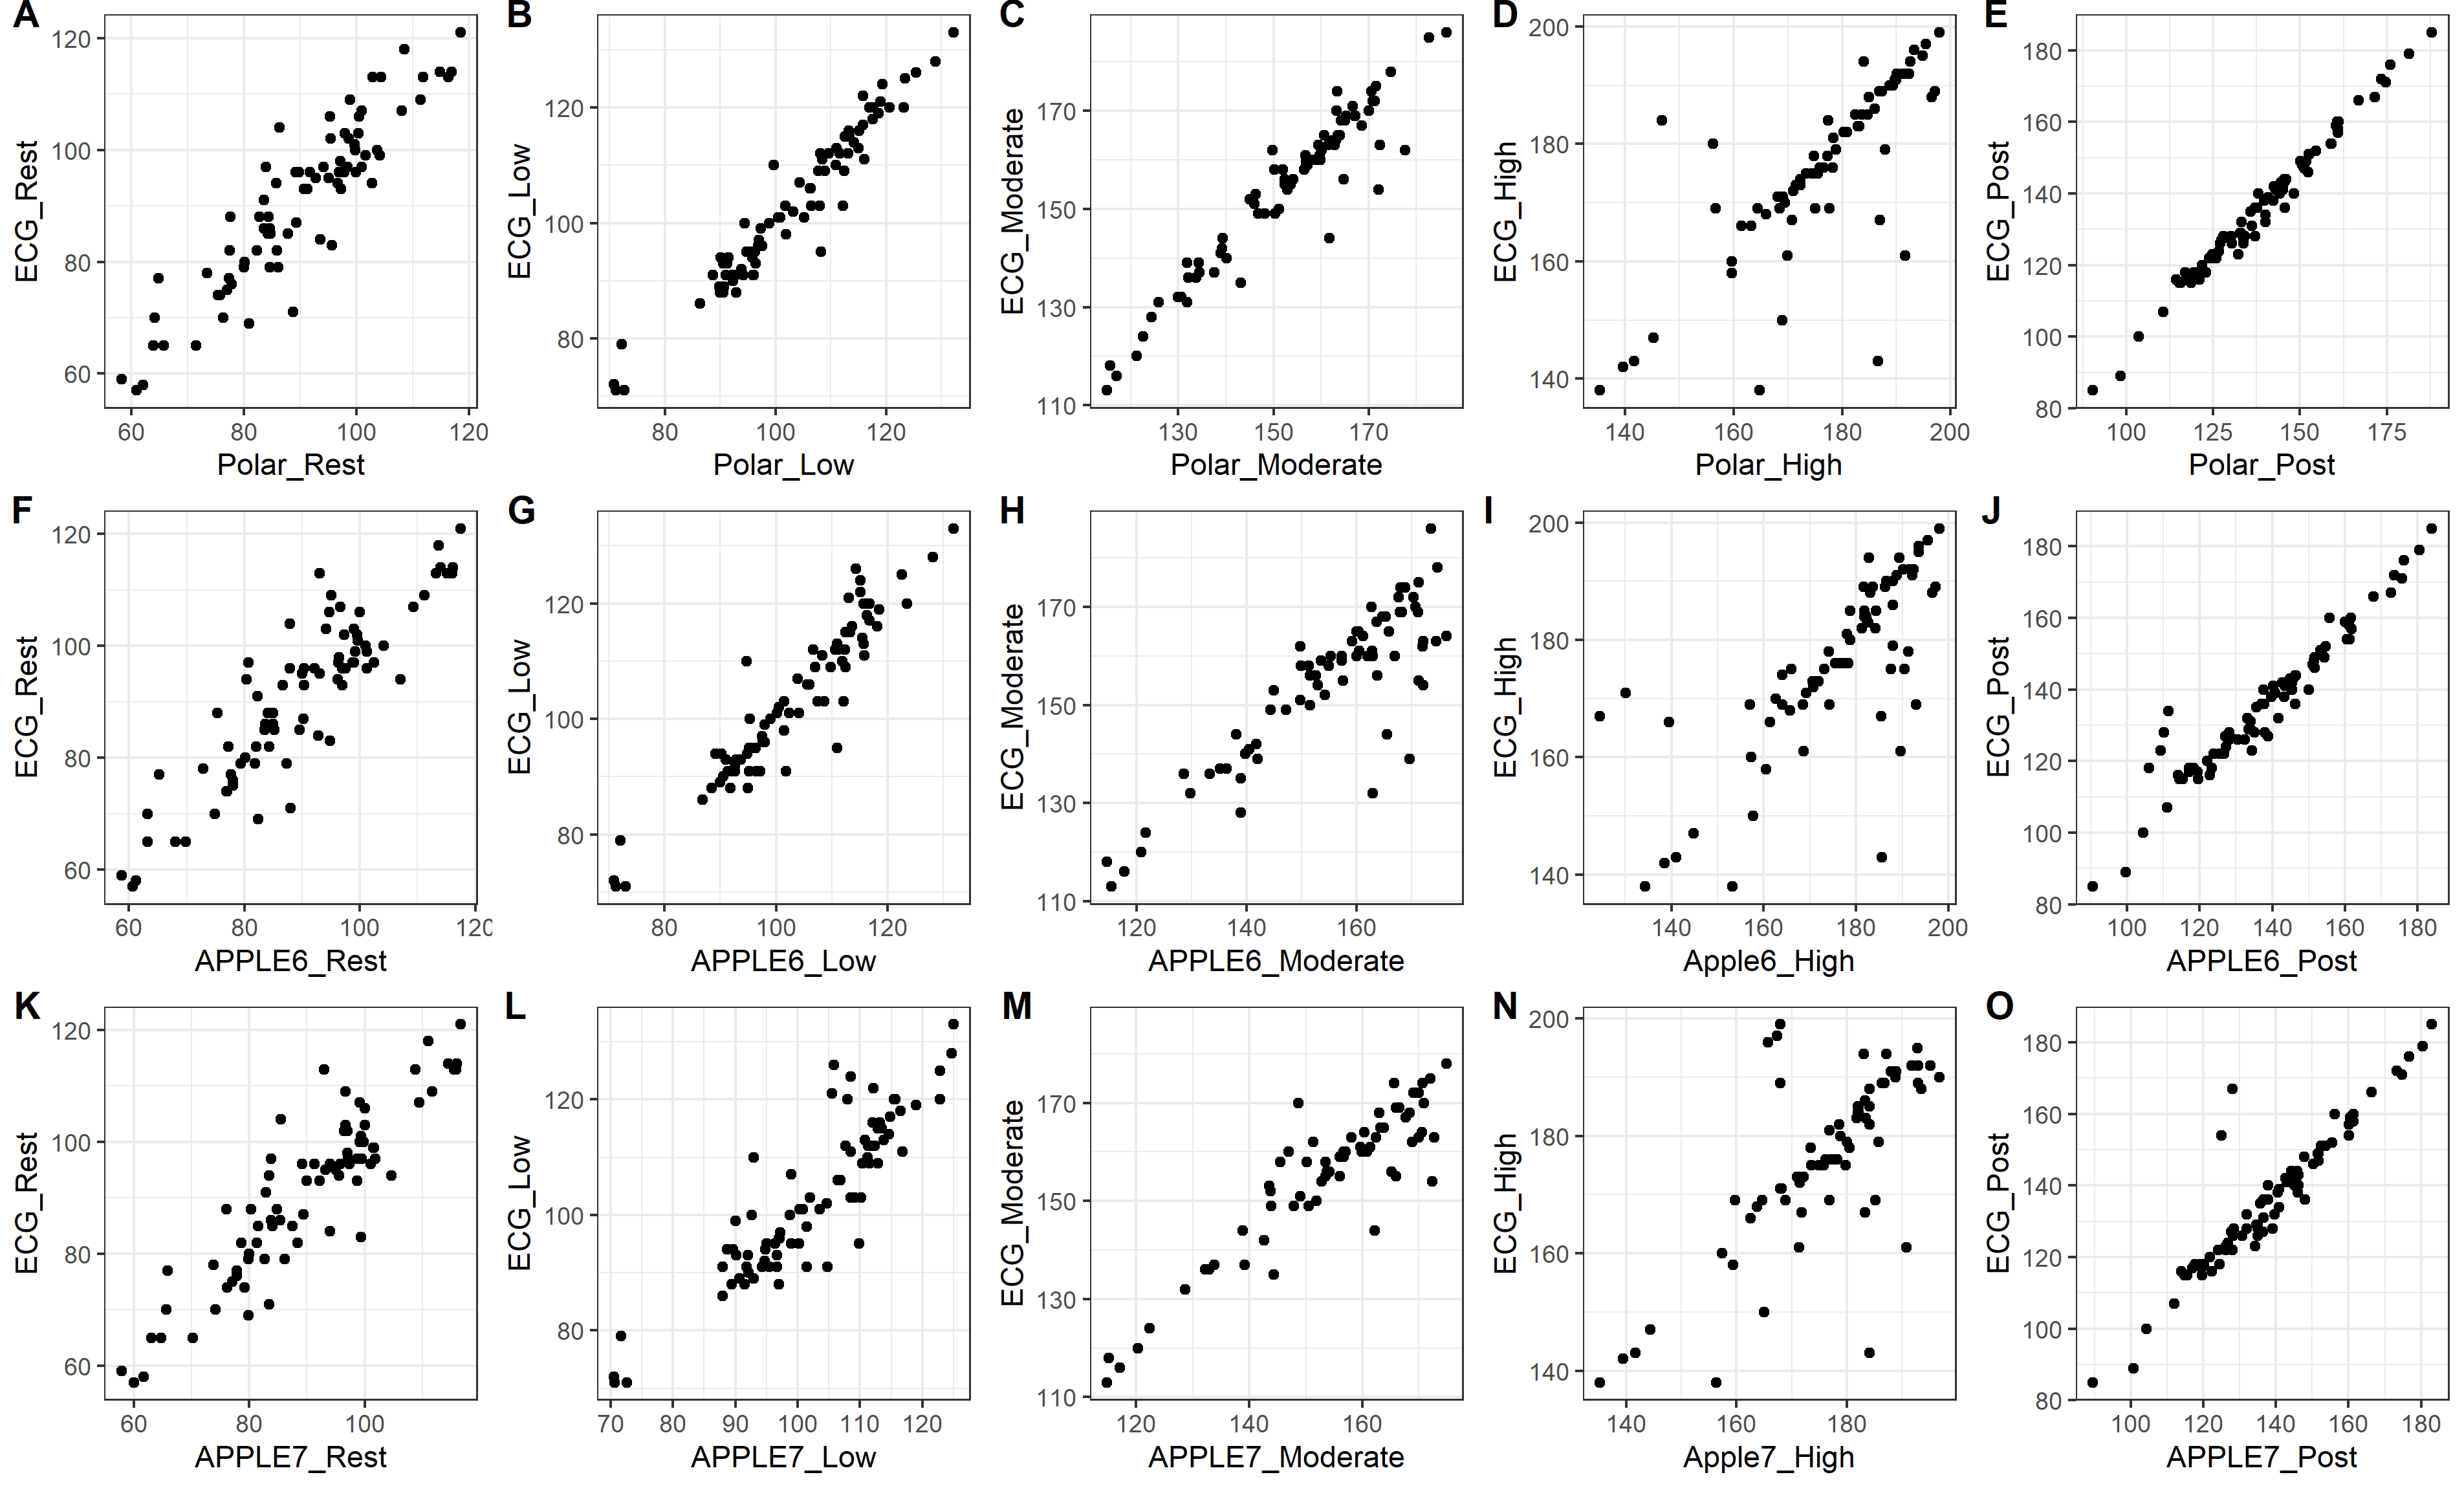 A B C D E
ECG_Rest 120 100 80 60
60 80 100 120
Polar_Rest
ECG_Low 120 100 80
80 100 120
Polar_Low
ECG_Moderate 170 150 130 110
130 150 170
Polar_Moderate
ECG_High 200 180 160 140
140 160 180 200
Polar_High
ECG_Post 180 160 140 120 100 80
100 125 150 175
Polar_Post
F G H I J
ECG_Rest 120 100 80 60
60 80 100 120
APPLE6_Rest
ECG_Low 120 100 80
80 100 120
APPLE6_Low
ECG_Moderate 170 150 130 110
120 140 160
APPLE6_Moderate
ECG_High 200 180 160 140
140 160 180 200
Apple6_High
ECG_Post 180 160 140 120 100 80
100 120 140 160 180
APPLE6_Post
K L M N O
ECG_Rest 120 100 80 60
60 80 100
APPLE7_Rest
ECG_Low 120 100 80
70 80 90 100 110 120
APPLE7_Low
ECG_Moderate 170 150 130 110
120 140 160
APPLE7_Moderate
ECG_High 200 180 160 140
140 160 180
Apple7_High
ECG_Post 180 160 140 120 100 80
100 120 140 160 180
APPLE7_Post